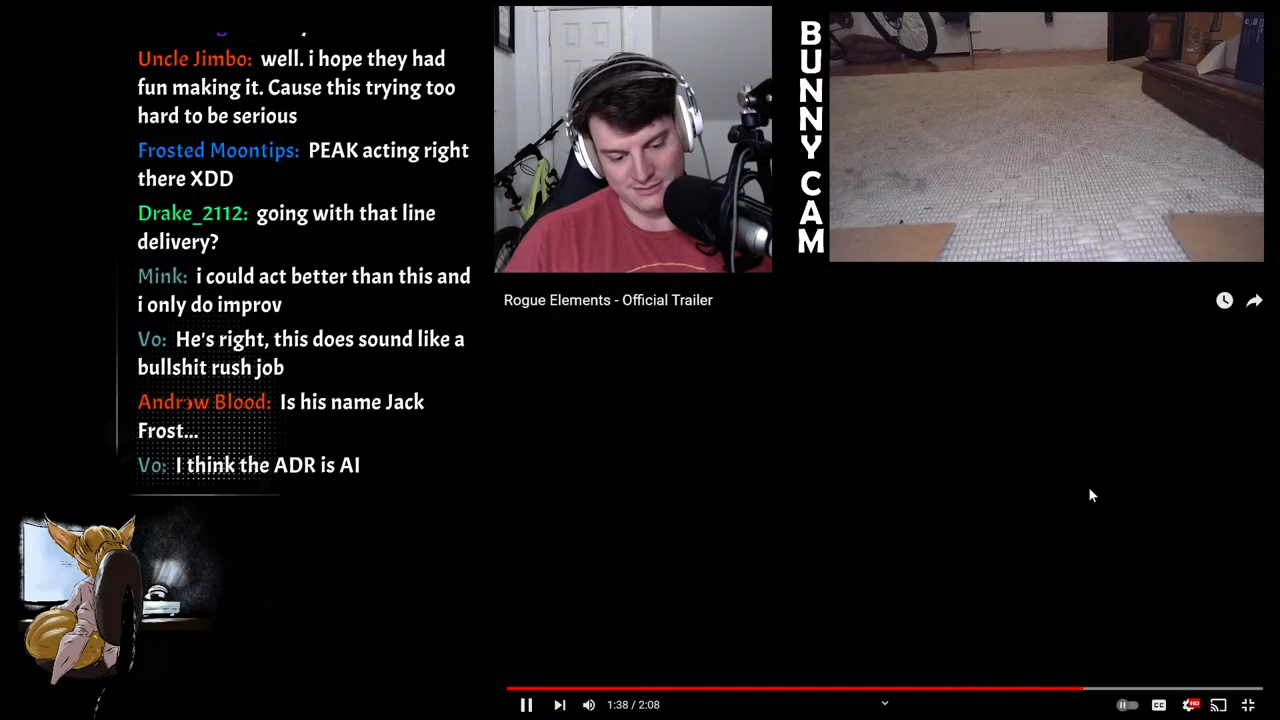 Uncle Jimbo: well. i hope they had
fun making it. Cause this trying too
hard to be serious
Frosted Moontips: PEAK acting right
there XDD
Drake_2112: going with that line
delivery?
Mink: i could act better than this and
i only do improv
Vo: He's right, this does sound like a
bullshit rush job
Andrɘw Blood: Is his name Jack
Frost...
Vo: I think the ADR is AI
BUNNY CAM
Rogue Elements - Official Trailer
1:38 / 2:08
CC
HD